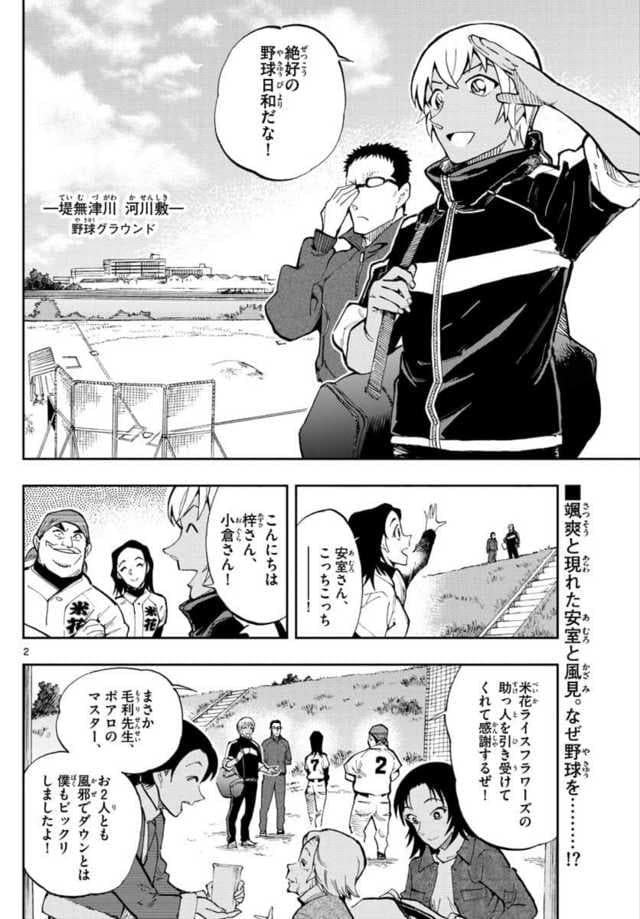 絶好の
野球日和だな!
―堤無津川 河川敷―
野球グラウンド
■颯爽と現れた安室と風見。なぜ野球を………!?
安室さん、
こっちこっち
――!
こんにちは
梓さん、
小倉さん!
米花
米花
2
米花ライスフラワーズの
助っ人を引き受けて
くれて感謝するぜ!
7
2
まさか
毛利先生、
ポアロの
マスター、
お2人とも
風邪でダウンとは
僕もビックリ
しましたよ!